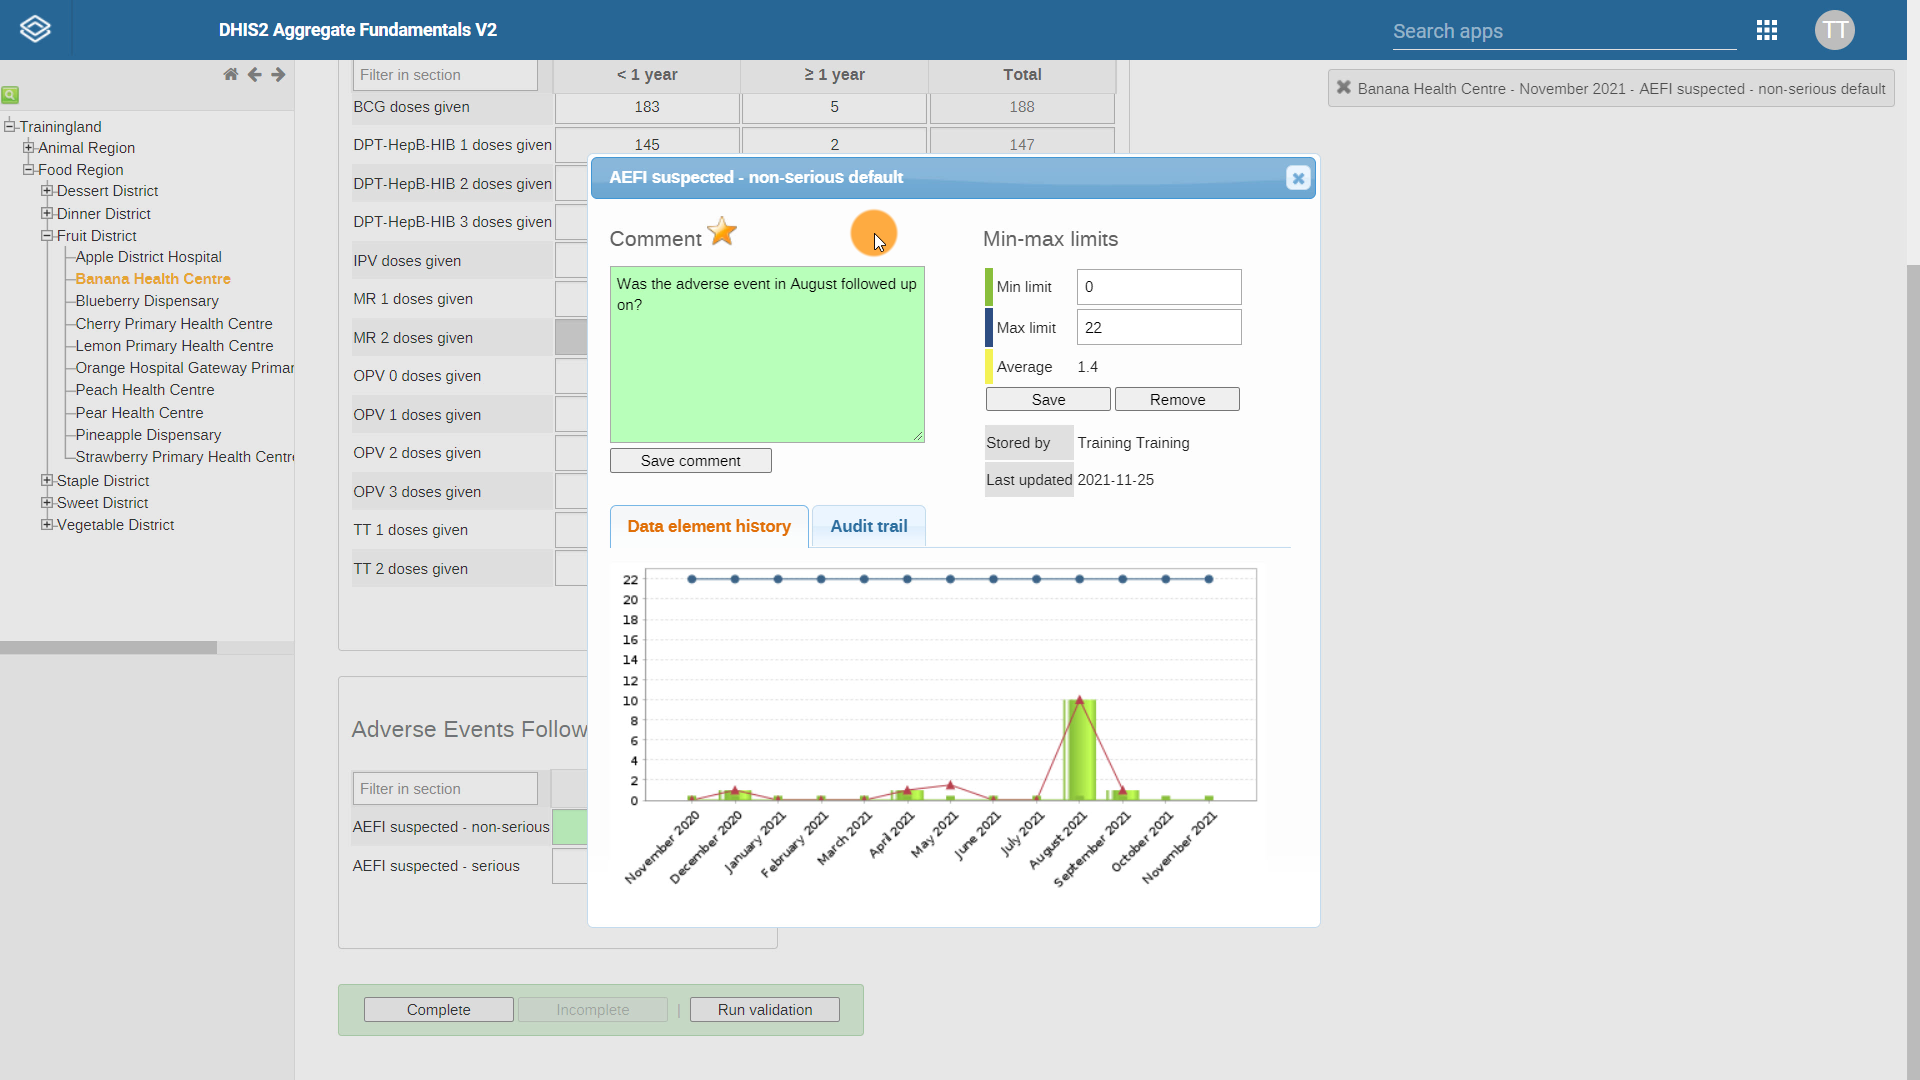 DHIS2 Aggregate Fundamentals V2
Search apps
TT
Banana Health Centre - November 2021 - AEFI suspected - non-serious default
Trainingland
Animal Region
Food Region
Dessert District
Dinner District
Fruit District
Apple District Hospital
Banana Health Centre
Blueberry Dispensary
Cherry Primary Health Centre
Lemon Primary Health Centre
Orange Hospital Gateway Primar
Peach Health Centre
Pear Health Centre
Pineapple Dispensary
Strawberry Primary Health Centr
Staple District
Sweet District
Vegetable District
Filter in section < 1 year ≥ 1 year Total
BCG doses given 183 5 188
DPT-HepB-HIB 1 doses given 145 2 147
DPT-HepB-HIB 2 doses given
DPT-HepB-HIB 3 doses given
IPV doses given
MR 1 doses given
MR 2 doses given
OPV 0 doses given
OPV 1 doses given
OPV 2 doses given
OPV 3 doses given
TT 1 doses given
TT 2 doses given
Adverse Events Follow
Filter in section
AEFI suspected - non-serious
AEFI suspected - serious
Complete Incomplete | Run validation
AEFI suspected - non-serious default
Comment
Was the adverse event in August followed up
on?
Save comment
Min-max limits
Min limit 0
Max limit 22
Average 1.4
Save Remove
Stored by Training Training
Last updated 2021-11-25
Data element history Audit trail
22
20
18
16
14
12
10
8
6
4
2
0
November 2020 December 2020 January 2021 February 2021 March 2021 April 2021 May 2021 June 2021 July 2021 August 2021 September 2021 October 2021 November 2021